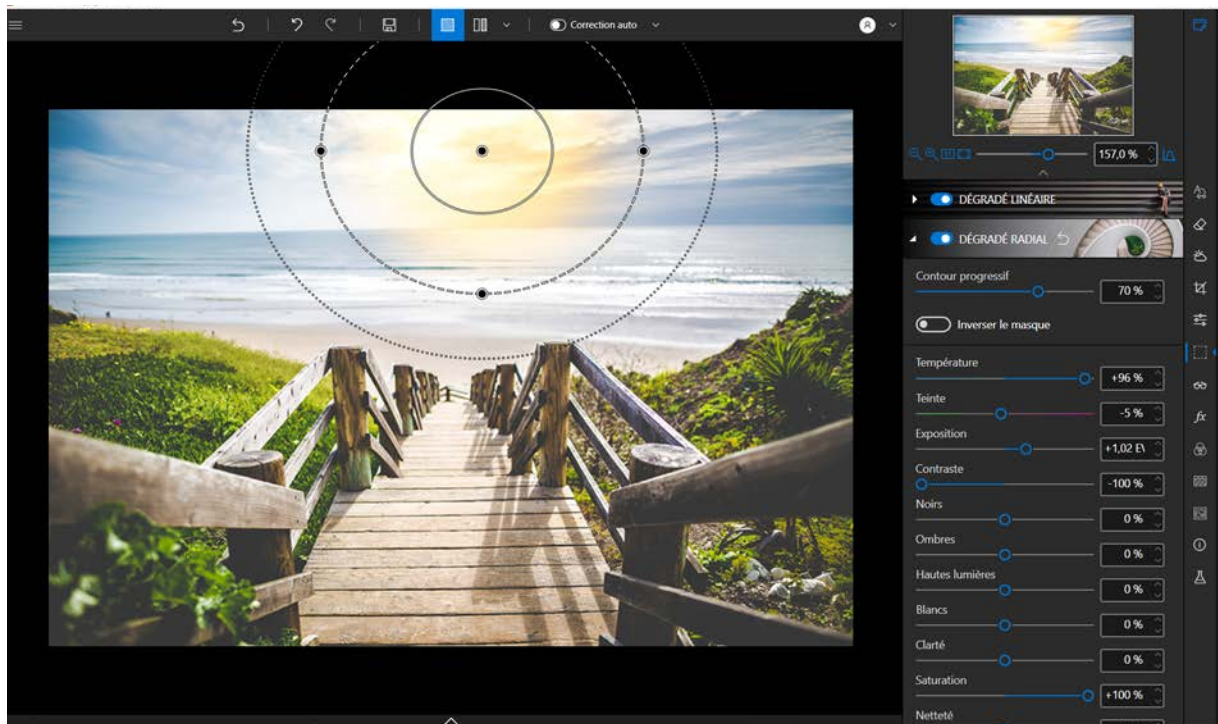 Correction auto
157,0 %
DÉGRADÉ LINÉAIRE
DÉGRADÉ RADIAL
Contour progressif
70 %
Inverser le masque
Température
+96 %
Teinte
-5 %
Exposition
+1,02 E\
Contraste
-100 %
Noirs
0 %
Ombres
0 %
Hautes lumières
0 %
Blancs
0 %
Clarté
0 %
Saturation
+100 %
Netteté